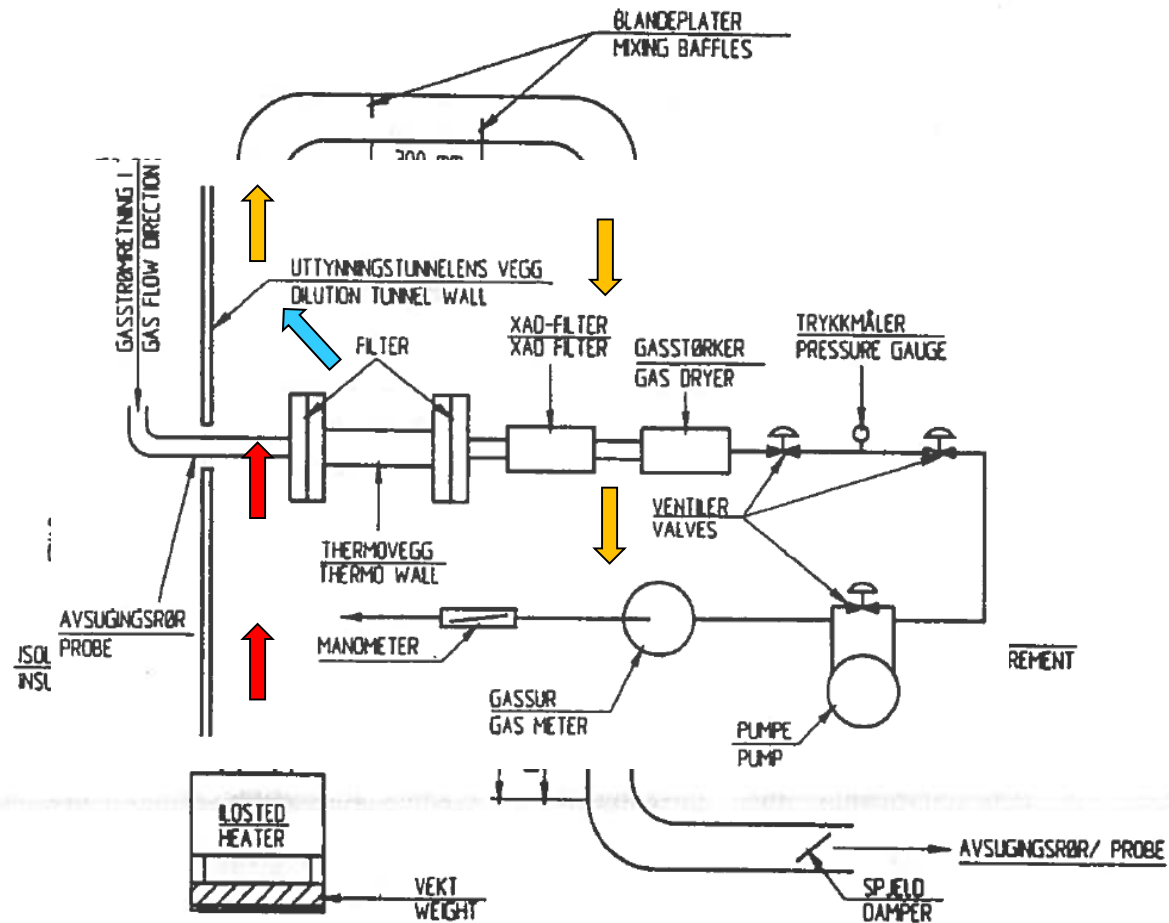 BLANDEPLATER
MIXING BAFFLES
GASSTRØMRETNING I
GAS FLOW DIRECTION
UTTYNNINGSTUNNELENS VEGG
DILUTION TUNNEL WALL
FILTER
XAD-FILTER
XAD FILTER
GASSTØRKER
GAS DRYER
TRYKKMÅLER
PRESSURE GAUGE
VENTILER
VALVES
THERMOVEGG
THERMO WALL
AVSUGINGSRØR
PROBE
MANOMETER
GASSUR
GAS METER
PUMPE
PUMP
REMENT
ILDSTED
HEATER
VEKT
WEIGHT
AVSUGINGSRØR/ PROBE
SPJELD
DAMPER